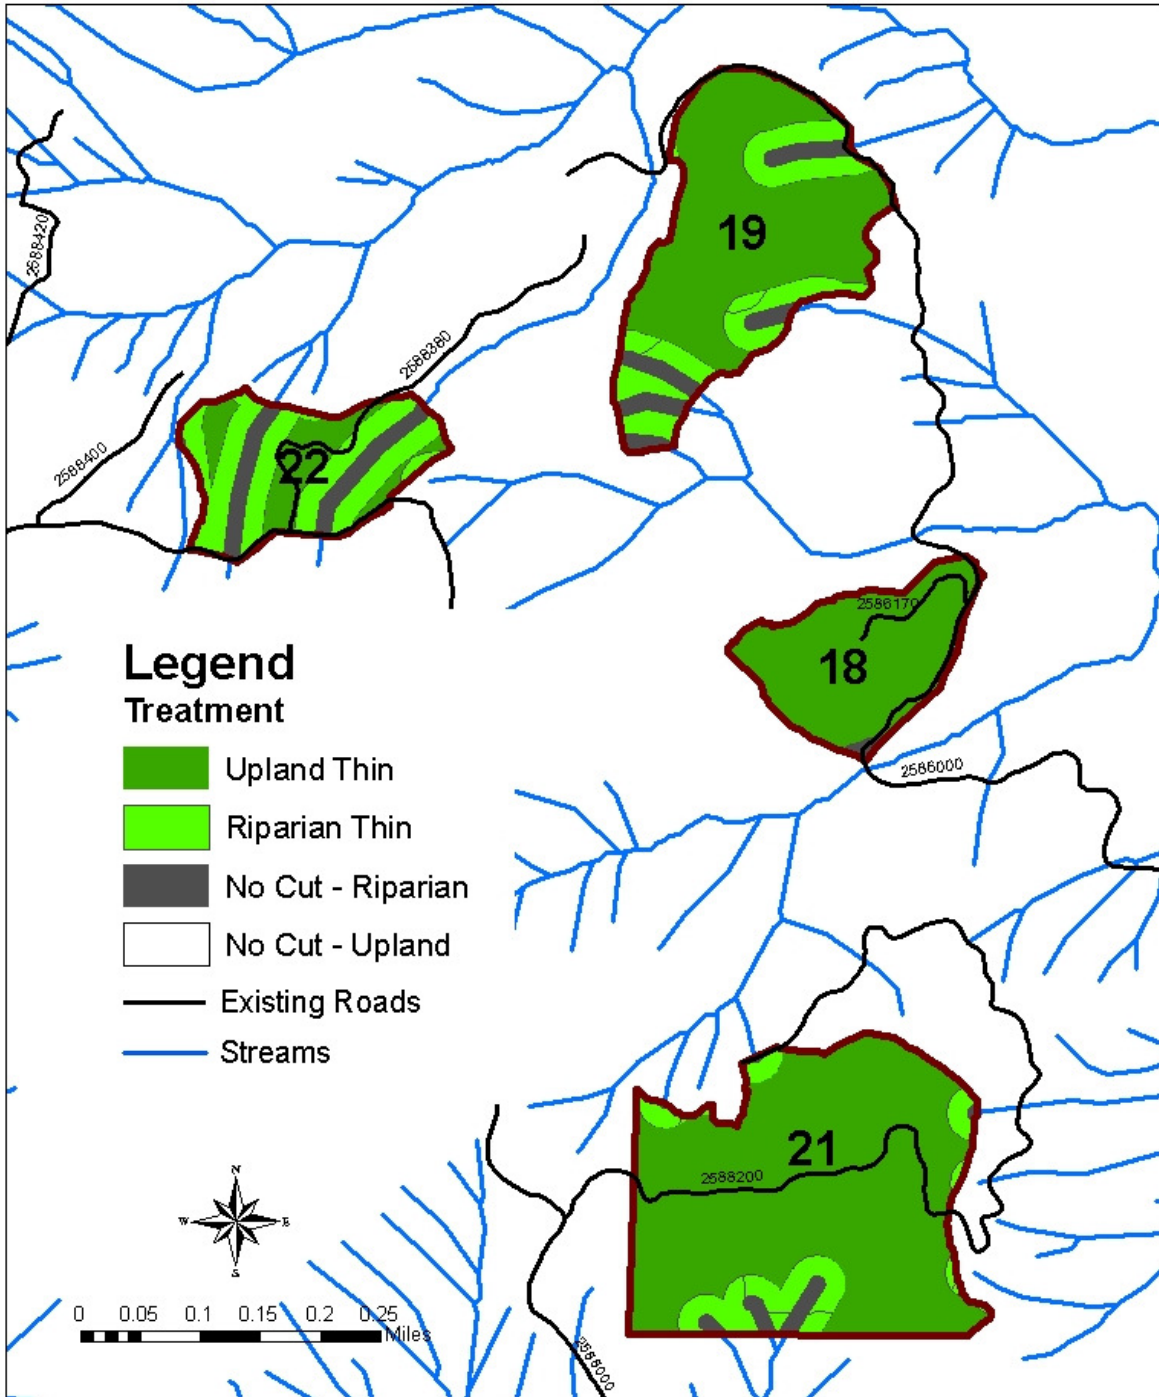 19
2588420
2588380
2588400
22
2586170
18
2586000
Legend
Treatment
Upland Thin
Riparian Thin
No Cut - Riparian
No Cut - Upland
Existing Roads
Streams
21
2588200
N
W E
S
0 0.05 0.1 0.15 0.2 0.25
Miles